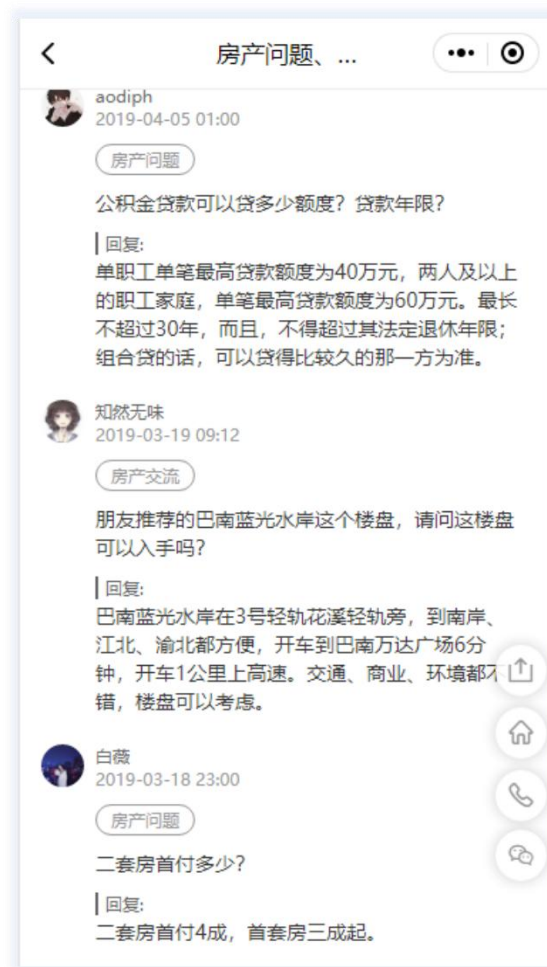 房产问题、...
aodiph
2019-04-05 01:00
房产问题
公积金贷款可以贷多少额度？贷款年限？
回复:
单职工单笔最高贷款额度为40万元，两人及以上
的职工家庭，单笔最高贷款额度为60万元。最长
不超过30年，而且，不得超过其法定退休年限；
组合贷的话，可以贷得比较久的那一方为准。
知然无味
2019-03-19 09:12
房产交流
朋友推荐的巴南蓝光水岸这个楼盘，请问这楼盘
可以入手吗？
回复:
巴南蓝光水岸在3号轻轨花溪轻轨旁，到南岸、
江北、渝北都方便，开车到巴南万达广场6分
钟，开车1公里上高速。交通、商业、环境都不
错，楼盘可以考虑。
白薇
2019-03-18 23:00
房产问题
二套房首付多少？
回复:
二套房首付4成，首套房三成起。